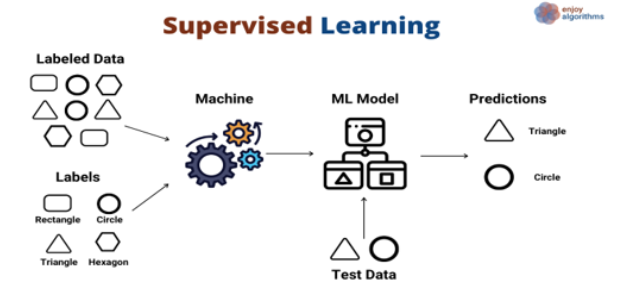 Supervised Learning
enjoy
algorithms
Labeled Data
Machine
ML Model
Predictions
Triangle
Circle
Labels
Rectangle Circle
Triangle Hexagon
Test Data